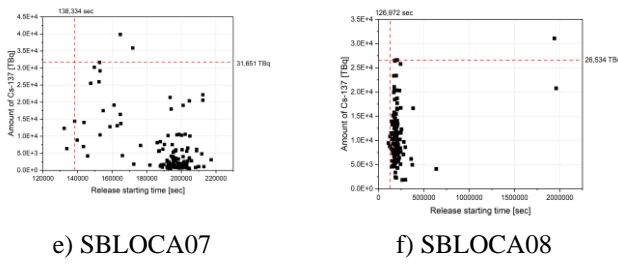 138,334 sec
4.5E+4
4.0E+4
3.5E+4
3.0E+4
2.5E+4
2.0E+4
1.5E+4
1.0E+4
5.0E+3
0.0E+0
Amount of Cs-137 [TBq]
31,651 TBq
120000 140000 160000 180000 200000 220000
Release starting time [sec]
e) SBLOCA07
126,972 sec
3.5E+4
3.0E+4
2.5E+4
2.0E+4
1.5E+4
1.0E+4
5.0E+3
0.0E+0
Amount of Cs-137 [TBq]
26,534 TBq
0 500000 1000000 1500000 2000000
Release starting time [sec]
f) SBLOCA08